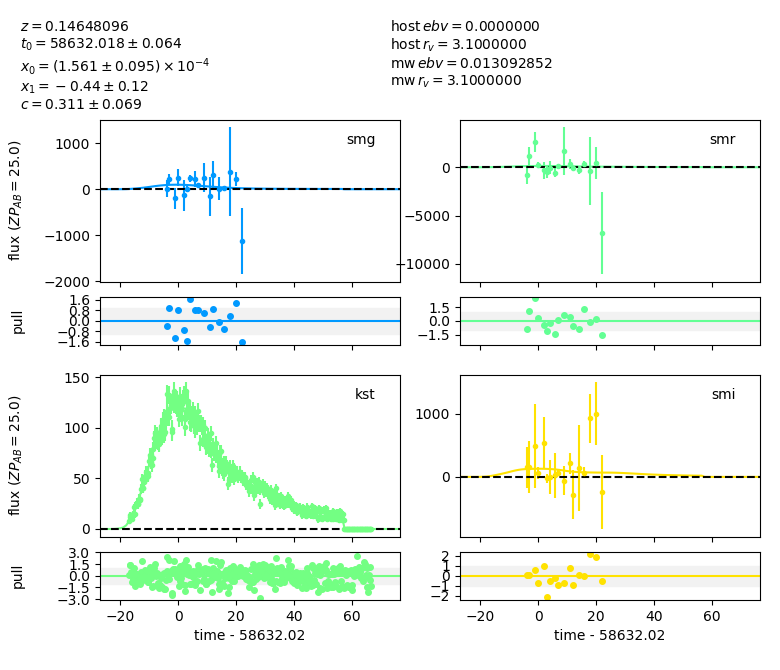 z = 0.14648096
t₀ = 58632.018 ± 0.064
x₀ = (1.561 ± 0.095) × 10⁻⁴
x₁ = −0.44 ± 0.12
c = 0.311 ± 0.069
host ebv = 0.0000000
host r_v = 3.1000000
mw ebv = 0.013092852
mw r_v = 3.1000000
flux (ZP_AB = 25.0)
1000
0
−1000
−2000
smg
0
−5000
−10000
smr
pull
1.6
0.8
0.0
−0.8
−1.6
1.5
0.0
−1.5
flux (ZP_AB = 25.0)
150
100
50
0
kst
1000
0
smi
pull
3.0
1.5
0.0
−1.5
−3.0
2
1
0
−1
−2
−20
0
20
40
60
−20
0
20
40
60
time - 58632.02
time - 58632.02